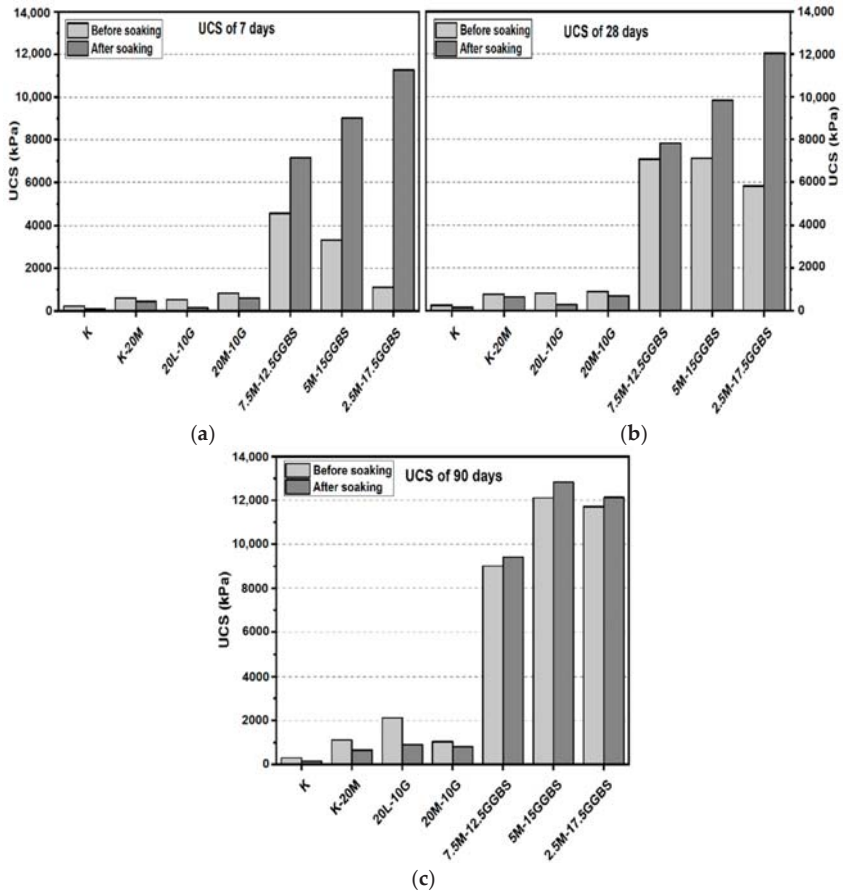 14,000
12,000
10,000
8000
6000
4000
2000
0
UCS (kPa)
Before soaking
After soaking
UCS of 7 days
K
K-20M
20L-10G
20M-10G
7.5M-12.5GGBS
5M-15GGBS
2.5M-17.5GGBS
(a)
Before soaking
After soaking
UCS of 28 days
14,000
12,000
10,000
8000
6000
4000
2000
0
UCS (kPa)
K
K-20M
20L-10G
20M-10G
7.5M-12.5GGBS
5M-15GGBS
2.5M-17.5GGBS
(b)
14,000
12,000
10,000
8000
6000
4000
2000
0
UCS (kPa)
Before soaking
After soaking
UCS of 90 days
K
K-20M
20L-10G
20M-10G
7.5M-12.5GGBS
5M-15GGBS
2.5M-17.5GGBS
(c)